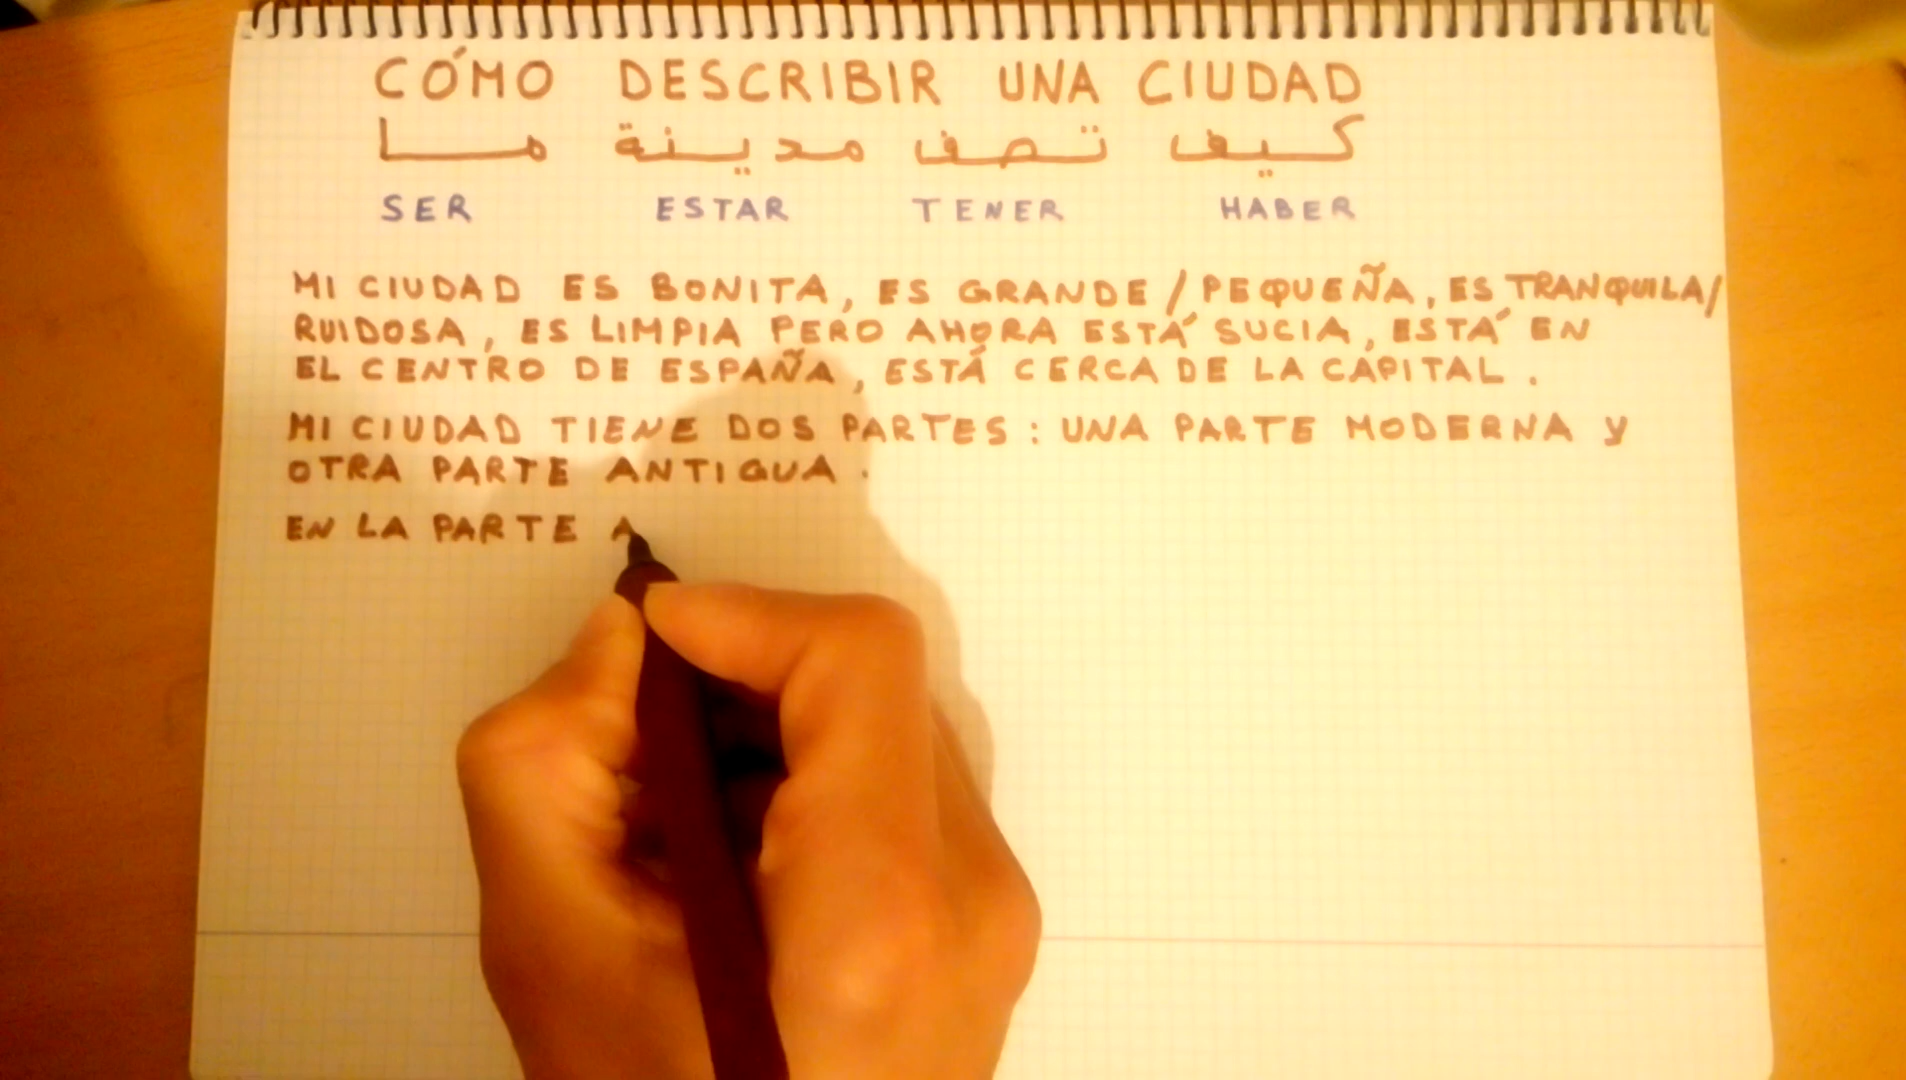 CÓMO DESCRIBIR UNA CIUDAD
كيف تصف مدينة ما
SER ESTAR TENER HABER
MI CIUDAD ES BONITA, ES GRANDE/PEQUEÑA, ES TRANQUILA/
RUIDOSA, ES LIMPIA PERO AHORA ESTÁ SUCIA, ESTÁ EN
EL CENTRO DE ESPAÑA, ESTÁ CERCA DE LA CAPITAL.
MI CIUDAD TIENE DOS PARTES: UNA PARTE MODERNA Y
OTRA PARTE ANTIGUA.
EN LA PARTE A